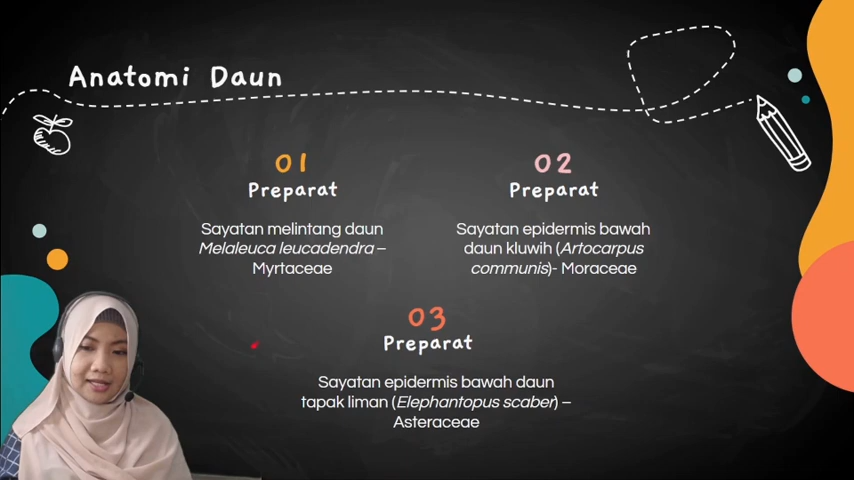 Anatomi Daun
01
Preparat
Sayatan melintang daun
Melaleuca leucadendra –
Myrtaceae
02
Preparat
Sayatan epidermis bawah
daun kluwih (Artocarpus
communis)- Moraceae
03
Preparat
Sayatan epidermis bawah daun
tapak liman (Elephantopus scaber) –
Asteraceae